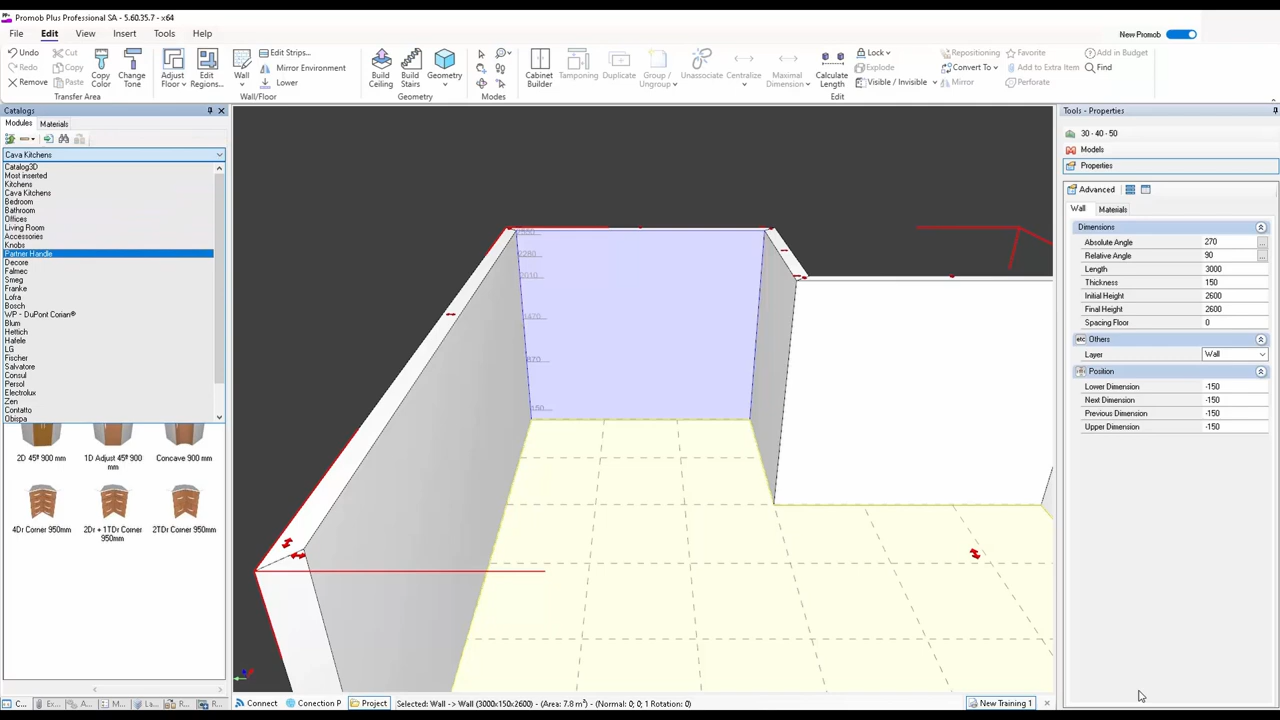 Promob Plus Professional SA - 5.60.35.7 - x64
File Edit View Insert Tools Help
New Promob
Undo Redo Remove
Cut Copy Paste
Copy Color
Change Tone
Transfer Area
Adjust Floor
Edit Regions...
Wall
Edit Strips...
Mirror Environment
Lower
Wall/Floor
Build Ceiling
Build Stairs
Geometry
Geometry
Modes
Cabinet Builder
Tamponing
Duplicate
Group / Ungroup
Unassociate
Centralize
Maximal Dimension
Calculate Length
Lock
Explode
Visible / Invisible
Repositioning
Convert To
Mirror
Favorite
Add to Extra Item
Perforate
Add in Budget
Find
Edit
Catalogs
Modules Materials
Cava Kitchens
Catalog3D
Most inserted
Kitchens
Cava Kitchens
Bedroom
Bathroom
Offices
Living Room
Accessories
Knobs
Partner Handle
Decore
Falmec
Smeg
Franke
Lofra
Bosch
WP - DuPont Corian®
Blum
Hettich
Hafele
LG
Fischer
Salvatore
Consul
Persol
Electrolux
Zen
Contatto
Obispa
2D 45º 900 mm
1D Adjust 45º 900 mm
Concave 900 mm
4Dr Corner 950mm
2Dr + 1TDr Corner 950mm
2TDr Corner 950mm
2280
2010
1470
870
150
Tools - Properties
30 - 40 - 50
Models
Properties
Advanced
Wall Materials
Dimensions
Absolute Angle 270
Relative Angle 90
Length 3000
Thickness 150
Initial Height 2600
Final Height 2600
Spacing Floor 0
etc Others
Layer Wall
Position
Lower Dimension -150
Next Dimension -150
Previous Dimension -150
Upper Dimension -150
C... Ex... A... M... La... R... R...
Connect Conection P Project
Selected: Wall -> Wall (3000x150x2600) - (Area: 7.8 m²) - (Normal: 0; 0; 1 Rotation: 0)
New Training 1